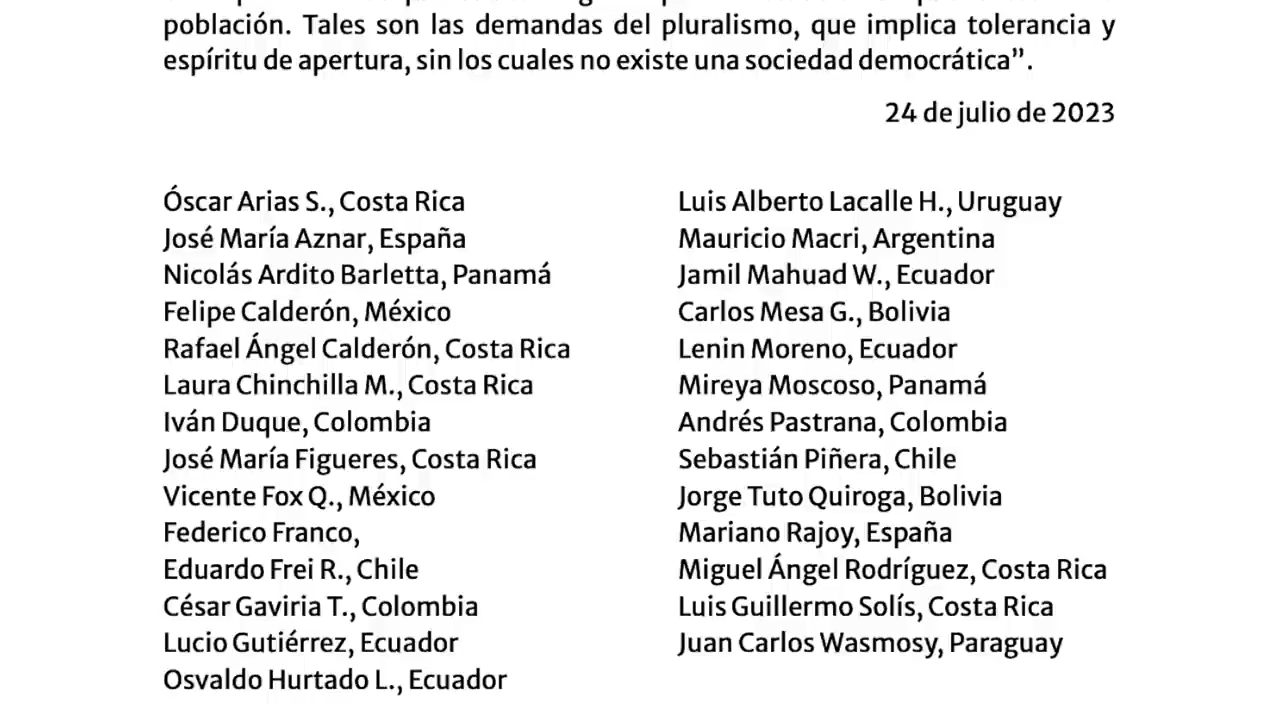 población. Tales son las demandas del pluralismo, que implica tolerancia y
espíritu de apertura, sin los cuales no existe una sociedad democrática”.
24 de julio de 2023
Óscar Arias S., Costa Rica
José María Aznar, España
Nicolás Ardito Barletta, Panamá
Felipe Calderón, México
Rafael Ángel Calderón, Costa Rica
Laura Chinchilla M., Costa Rica
Iván Duque, Colombia
José María Figueres, Costa Rica
Vicente Fox Q., México
Federico Franco,
Eduardo Frei R., Chile
César Gaviria T., Colombia
Lucio Gutiérrez, Ecuador
Osvaldo Hurtado L., Ecuador
Luis Alberto Lacalle H., Uruguay
Mauricio Macri, Argentina
Jamil Mahuad W., Ecuador
Carlos Mesa G., Bolivia
Lenin Moreno, Ecuador
Mireya Moscoso, Panamá
Andrés Pastrana, Colombia
Sebastián Piñera, Chile
Jorge Tuto Quiroga, Bolivia
Mariano Rajoy, España
Miguel Ángel Rodríguez, Costa Rica
Luis Guillermo Solís, Costa Rica
Juan Carlos Wasmosy, Paraguay